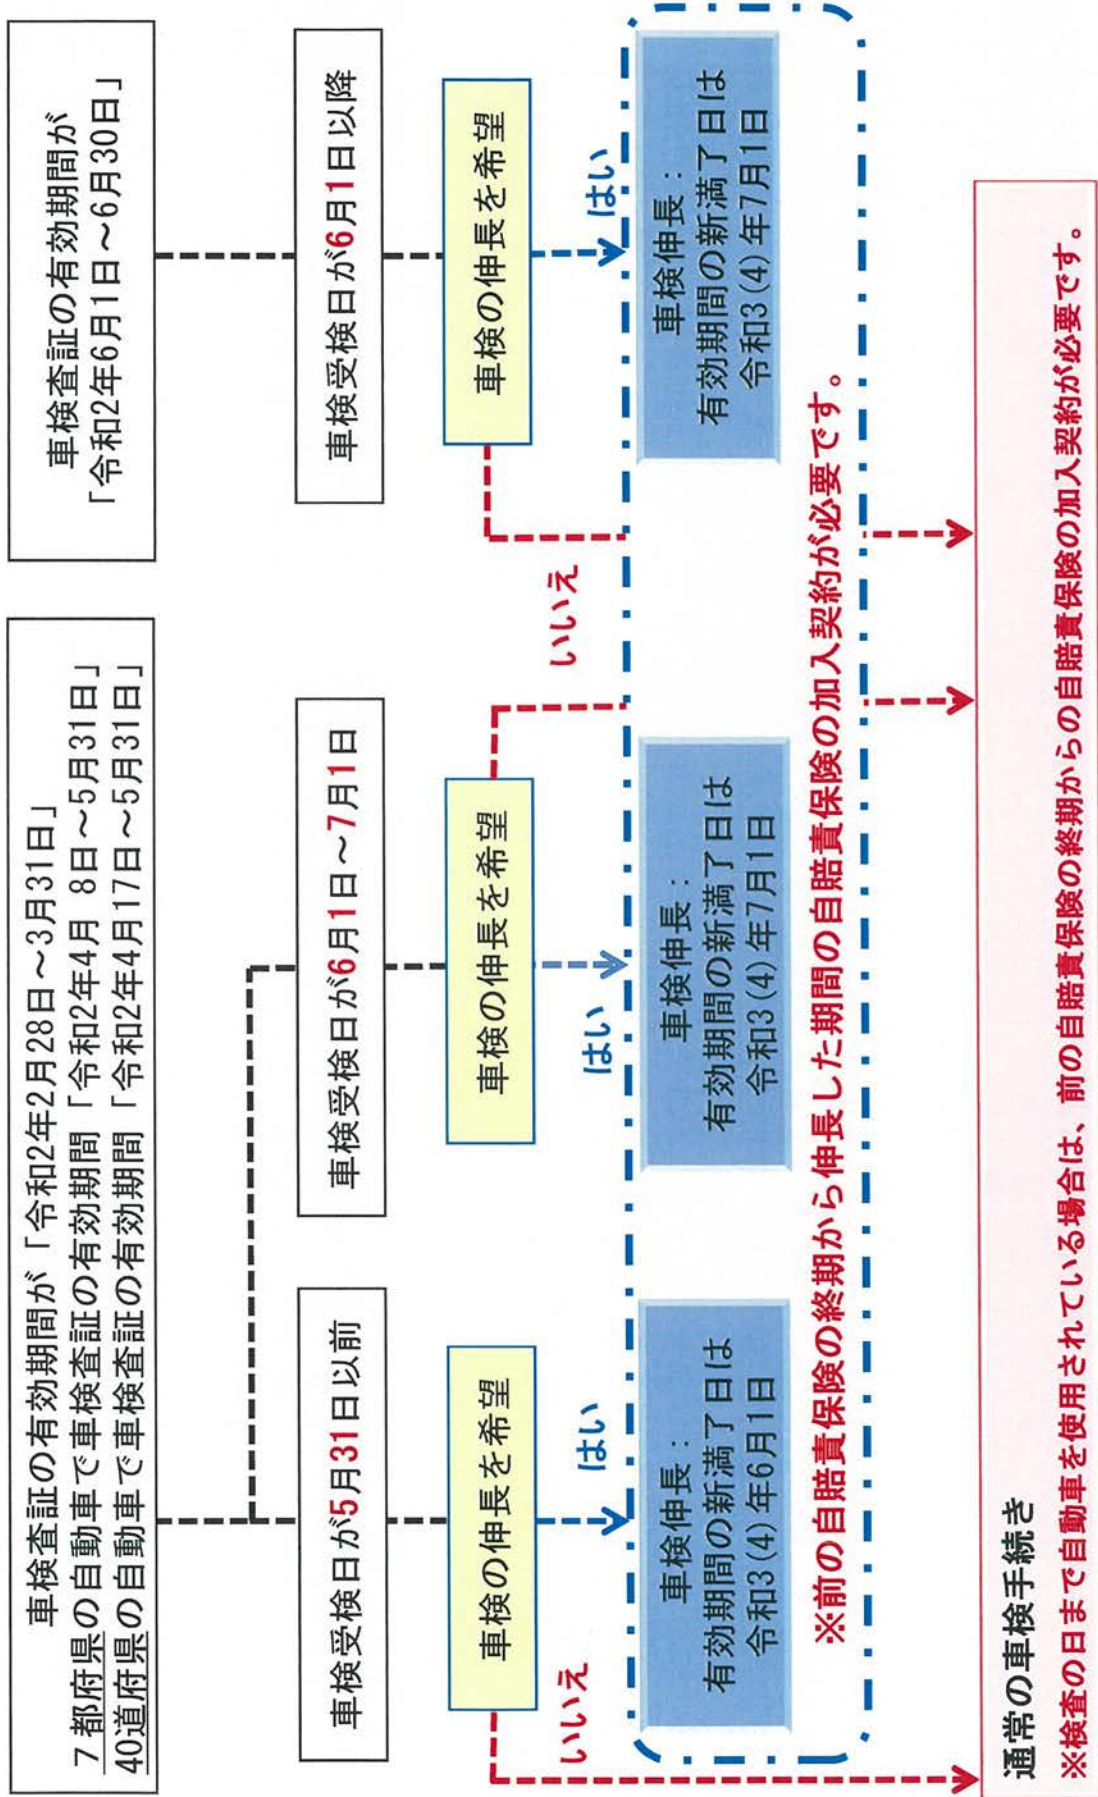 車検査証の有効期間が「令和2年2月28日～3月31日」
７都府県の自動車で車検査証の有効期間「令和2年4月 8日～5月31日」
40道府県の自動車で車検査証の有効期間「令和2年4月17日～5月31日」
車検査証の有効期間が
「令和2年6月1日～6月30日」
車検受検日が5月31日以前
車検受検日が6月1日～7月1日
車検受検日が6月1日以降
車検の伸長を希望
車検の伸長を希望
車検の伸長を希望
いいえ
はい
はい
いいえ
はい
車検伸長：
有効期間の新満了日は
令和3(4)年6月1日
車検伸長：
有効期間の新満了日は
令和3(4)年7月1日
車検伸長：
有効期間の新満了日は
令和3(4)年7月1日
※前の自賠責保険の終期から伸長した期間の自賠責保険の加入契約が必要です。
通常の車検手続き
※検査の日まで自動車を使用されている場合は、前の自賠責保険の終期からの自賠責保険の加入契約が必要です。